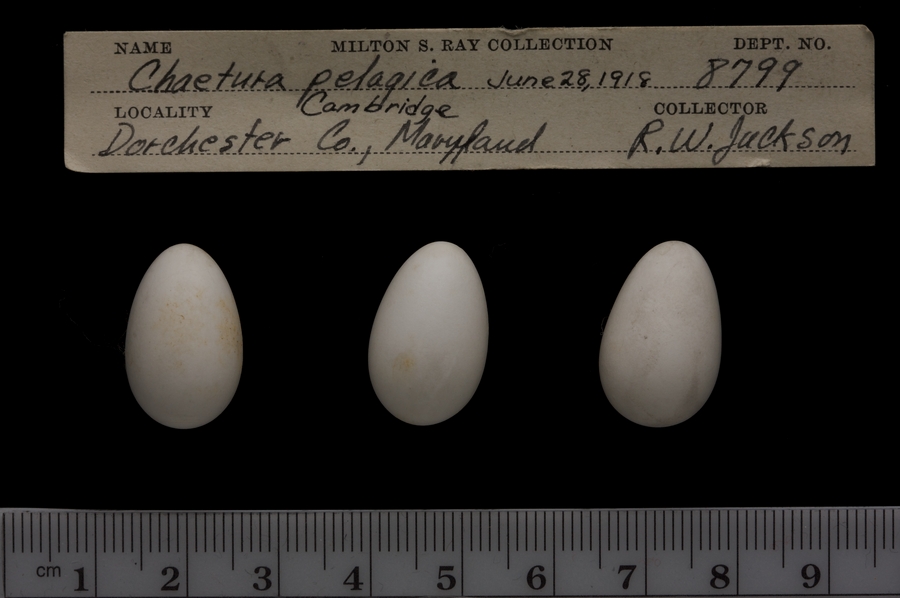 NAME MILTON S. RAY COLLECTION DEPT. NO.
Chaetura pelagica June 28, 1918 8799
LOCALITY Cambridge COLLECTOR
Dorchester Co., Maryland R. W. Jackson
cm 1 2 3 4 5 6 7 8 9